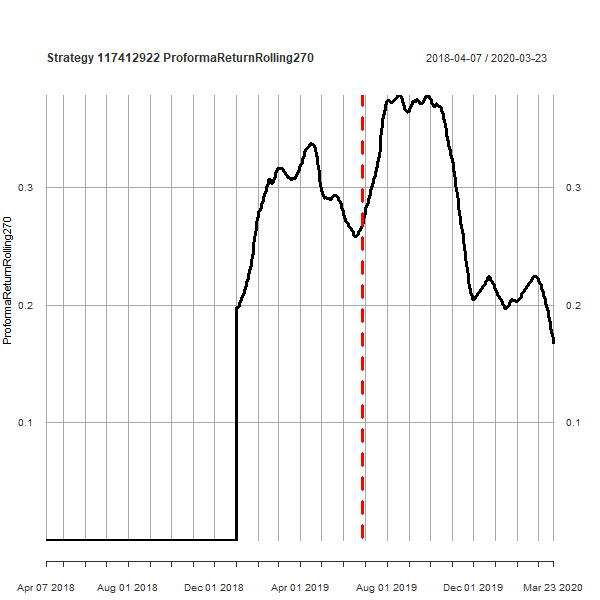 Strategy 117412922 ProformaReturnRolling270
2018-04-07 / 2020-03-23
ProformaReturnRolling270
0.3
0.3
0.2
0.2
0.1
0.1
Apr 07 2018
Aug 01 2018
Dec 01 2018
Apr 01 2019
Aug 01 2019
Dec 01 2019
Mar 23 2020